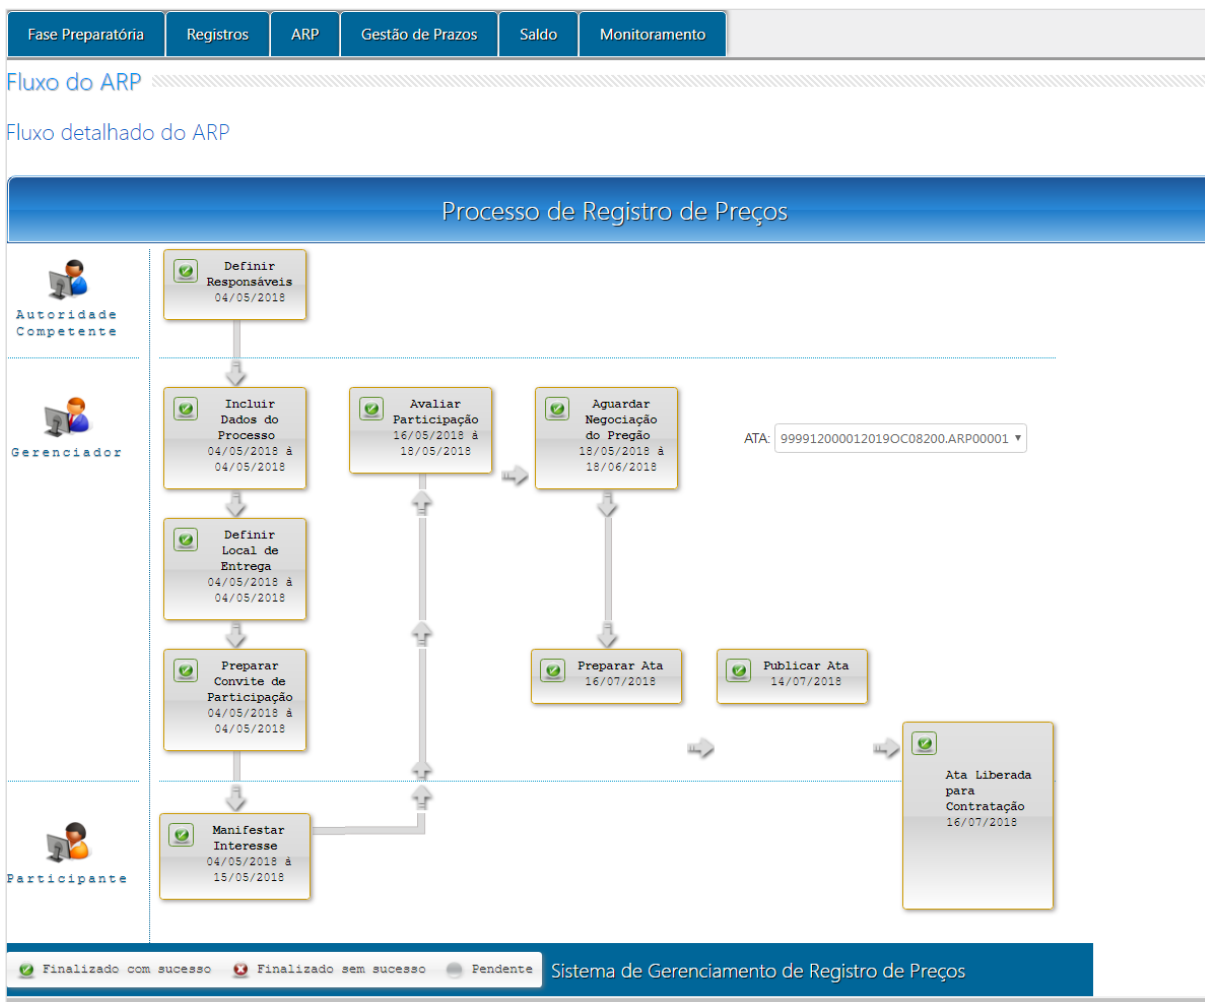 Fase Preparatória
Registros
ARP
Gestão de Prazos
Saldo
Monitoramento
Fluxo do ARP
Fluxo detalhado do ARP
Processo de Registro de Preços
Autoridade
Competente
Definir
Responsáveis
04/05/2018
Gerenciador
Incluir
Dados do
Processo
04/05/2018 à
04/05/2018
Avaliar
Participação
16/05/2018 à
18/05/2018
Aguardar
Negociação
do Pregão
18/05/2018 à
18/06/2018
ATA: 999912000012019OC08200.ARP00001
Definir
Local de
Entrega
04/05/2018 à
04/05/2018
Preparar
Convite de
Participação
04/05/2018 à
04/05/2018
Preparar Ata
16/07/2018
Publicar Ata
14/07/2018
Ata Liberada
para
Contratação
16/07/2018
Participante
Manifestar
Interesse
04/05/2018 à
15/05/2018
Finalizado com sucesso
Finalizado sem sucesso
Pendente
Sistema de Gerenciamento de Registro de Preços